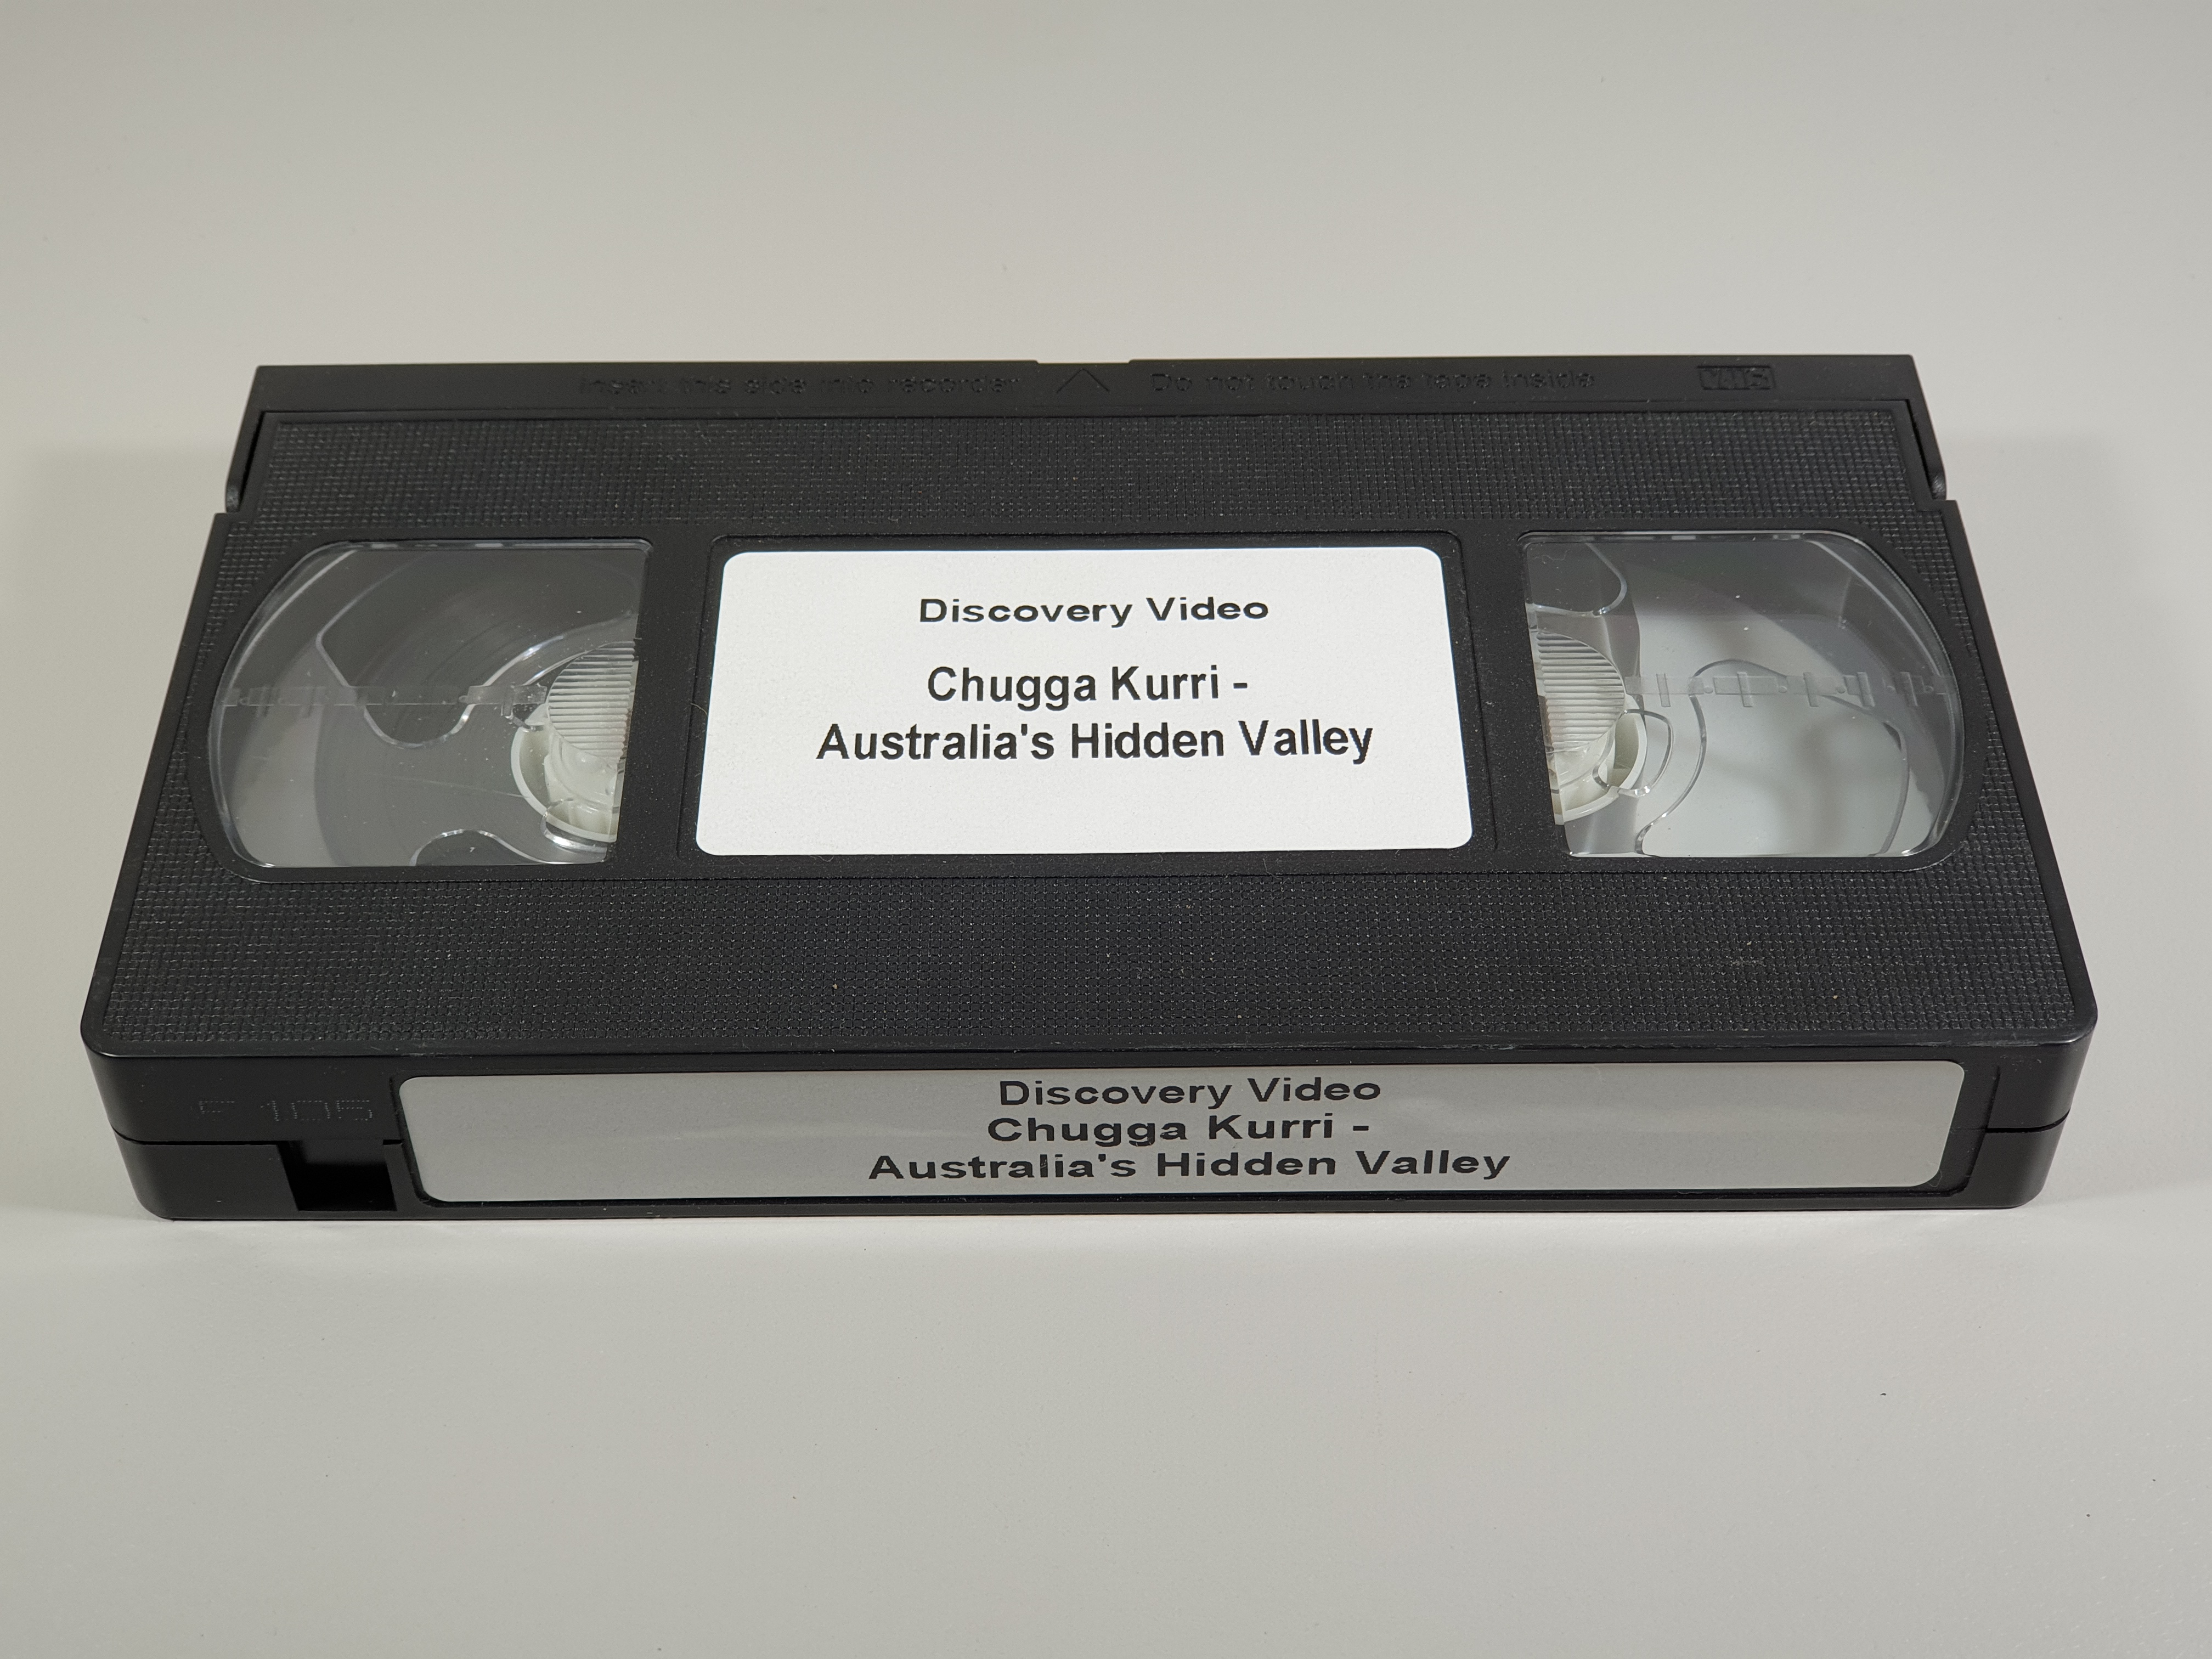 Insert this side into recorder Do not touch the tape inside VHS
Discovery Video
Chugga Kurri -
Australia's Hidden Valley
Discovery Video
Chugga Kurri -
Australia's Hidden Valley